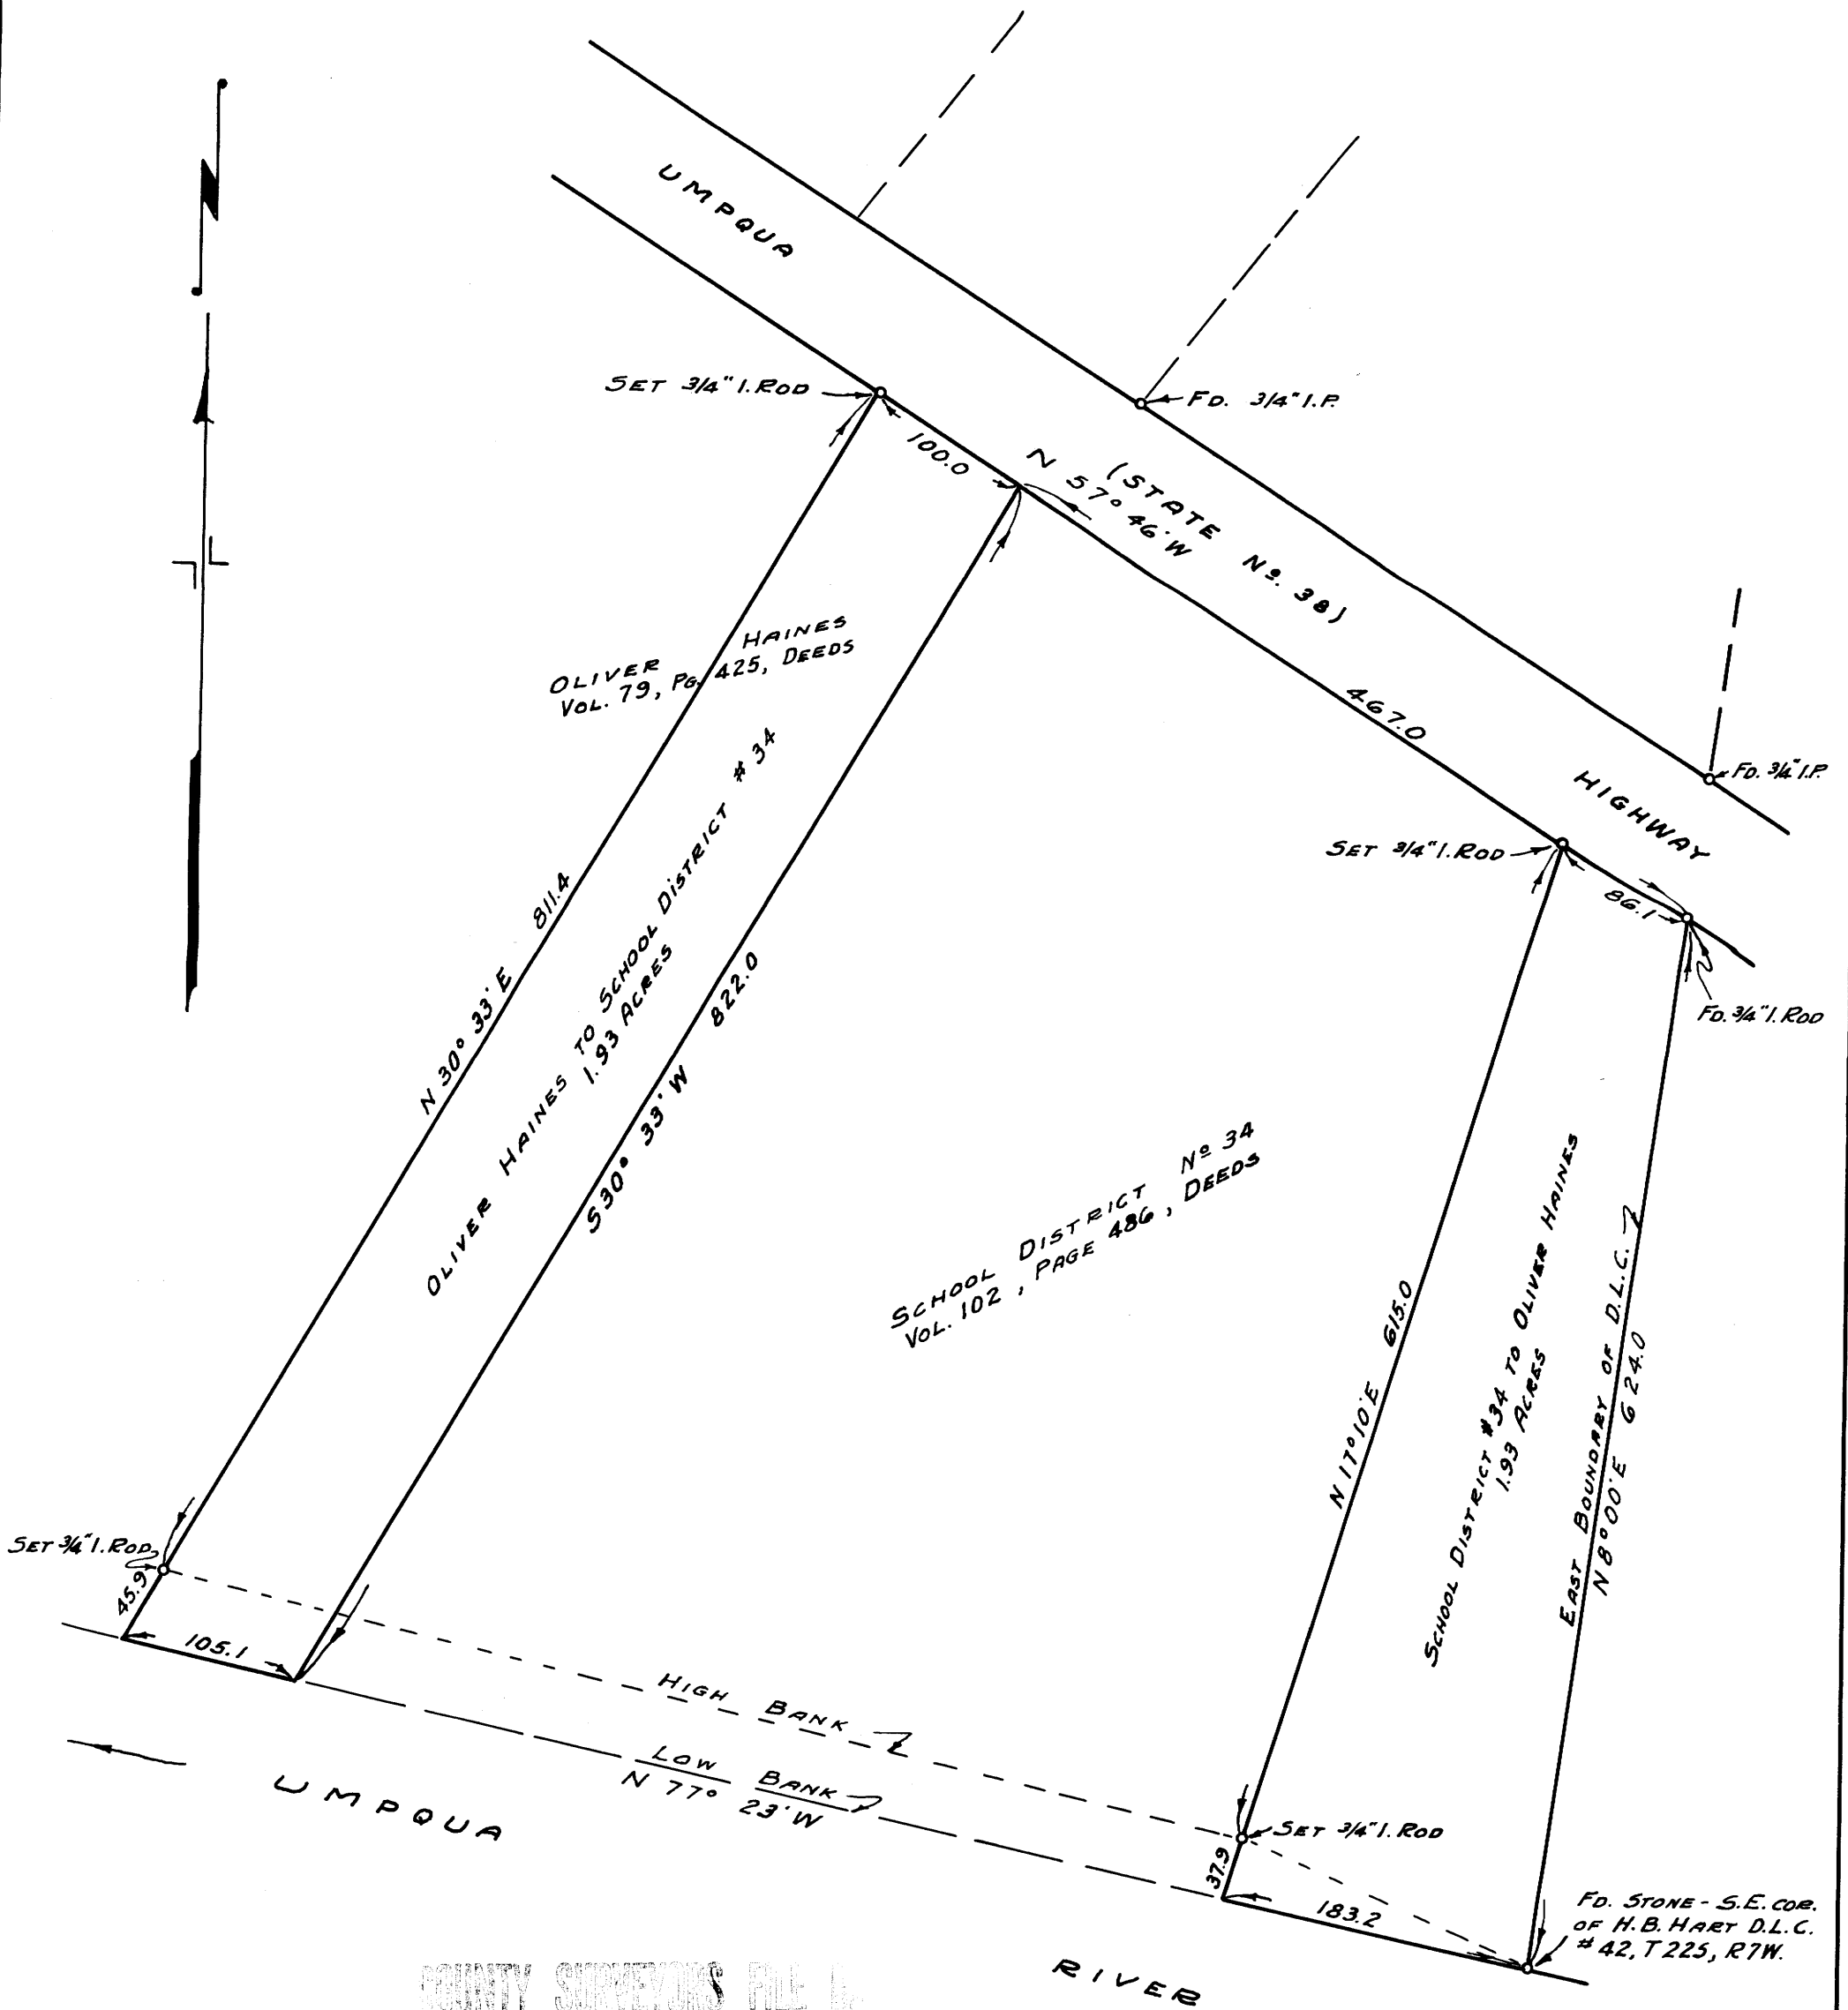 N
UMPQUA
SET 3/4" I. ROD
FD. 3/4" I.P.
100.0
(STATE Nº. 38)
N 57° 46' W
OLIVER HAINES
VOL. 79, PG. 425, DEEDS
467.0
FD. 3/4" I.P.
HIGHWAY
SET 3/4" I. ROD
86.1
FD. 3/4" I. ROD
N 30° 33' E 811.4
OLIVER HAINES TO SCHOOL DISTRICT # 34
1.93 ACRES
S 30° 33' W 822.0
SCHOOL DISTRICT Nº 34
VOL. 102, PAGE 486, DEEDS
N 17° 10' E 615.0
SCHOOL DISTRICT #34 TO OLIVER HAINES
1.93 ACRES
EAST BOUNDARY OF D.L.C.
N 8° 00' E 624.0
SET 3/4" I. ROD
45.9
105.1
HIGH BANK
LOW BANK
N 77° 23' W
UMPQUA
SET 3/4" I. ROD
37.9
183.2
FD. STONE - S.E. COR.
OF H.B. HART D.L.C.
# 42, T22S, R7W.
RIVER
COUNTY SURVEYORS FILE